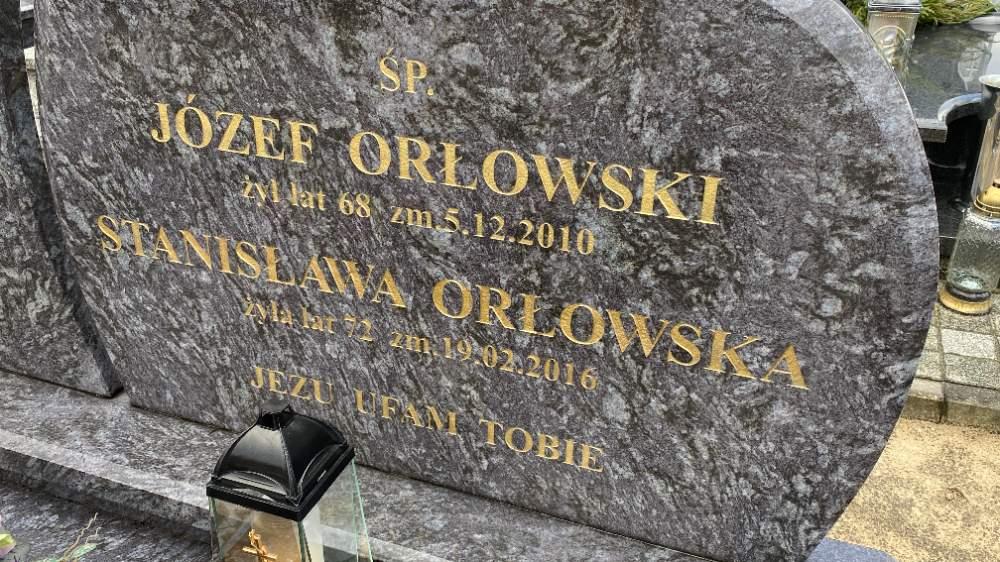 ŚP.
JÓZEF ORŁOWSKI
żył lat 68 zm.5.12.2010
STANISŁAWA ORŁOWSKA
żyła lat 72 zm.19.02.2016
JEZU UFAM TOBIE